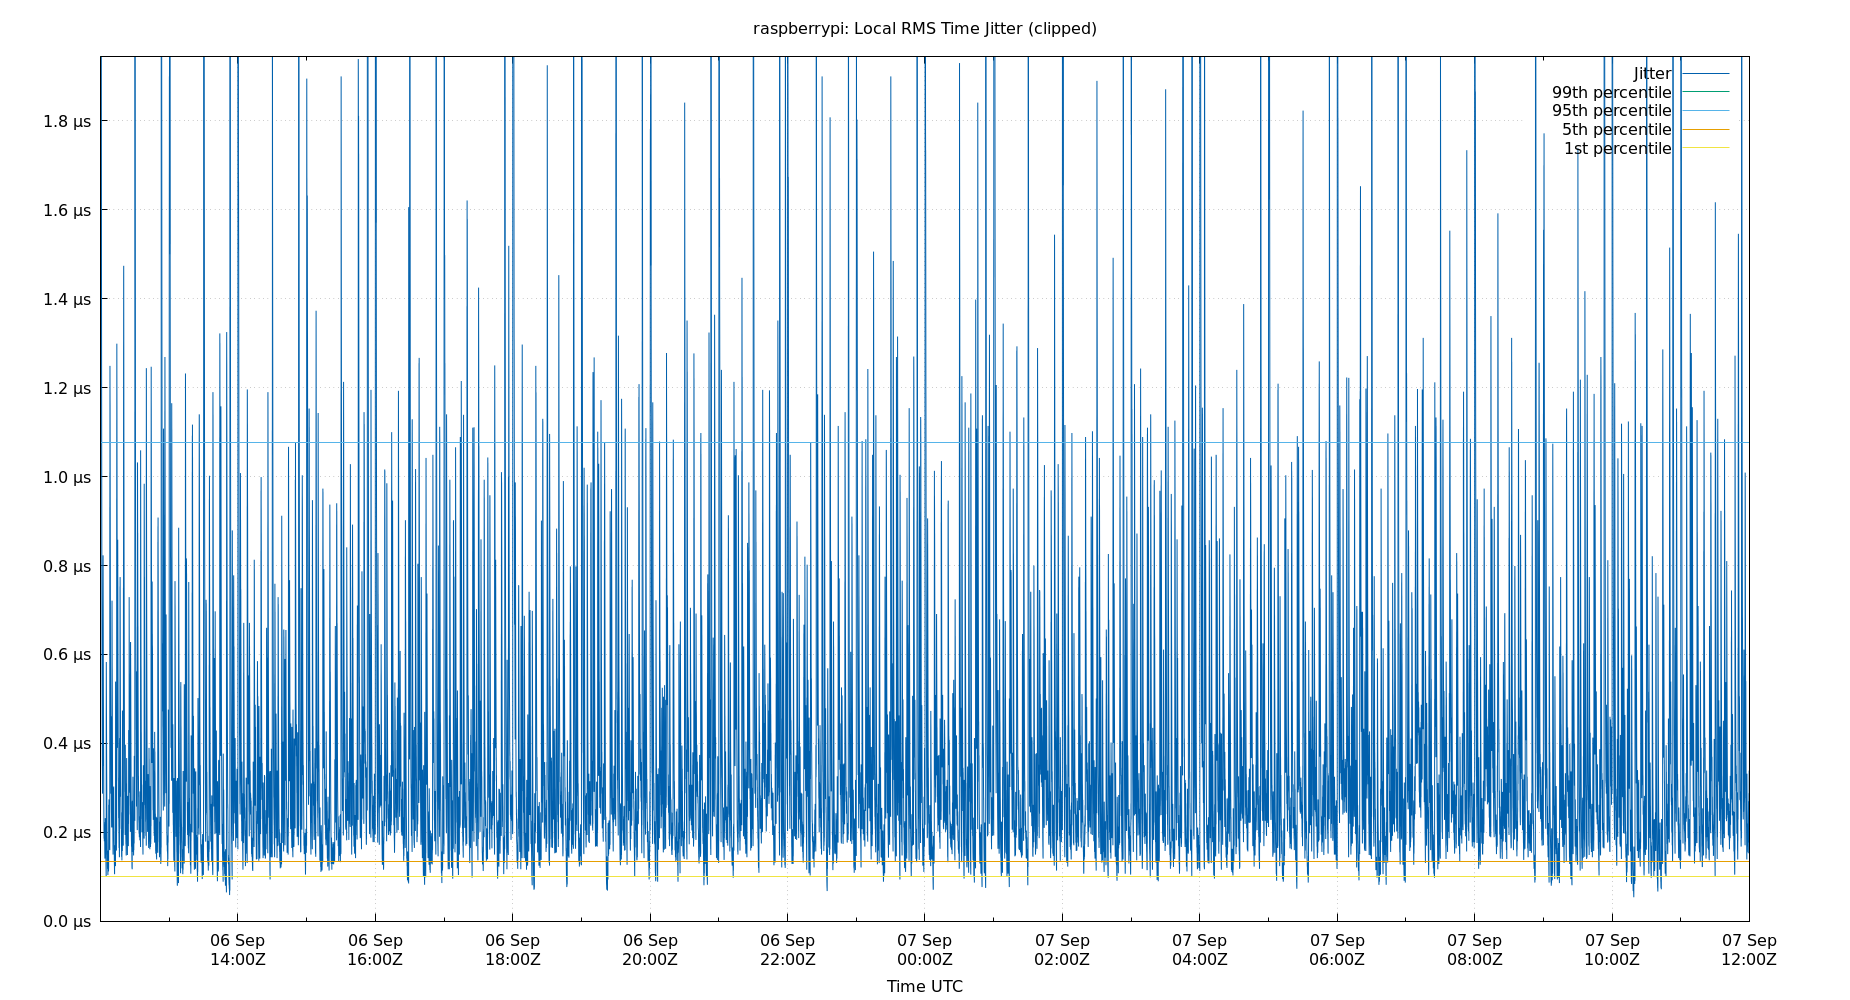 raspberrypi: Local RMS Time Jitter (clipped)
Jitter
99th percentile
95th percentile
5th percentile
1st percentile
1.8 µs
1.6 µs
1.4 µs
1.2 µs
1.0 µs
0.8 µs
0.6 µs
0.4 µs
0.2 µs
0.0 µs
06 Sep 06 Sep 06 Sep 06 Sep 06 Sep 07 Sep 07 Sep 07 Sep 07 Sep 07 Sep 07 Sep 07 Sep
14:00Z 16:00Z 18:00Z 20:00Z 22:00Z 00:00Z 02:00Z 04:00Z 06:00Z 08:00Z 10:00Z 12:00Z
Time UTC